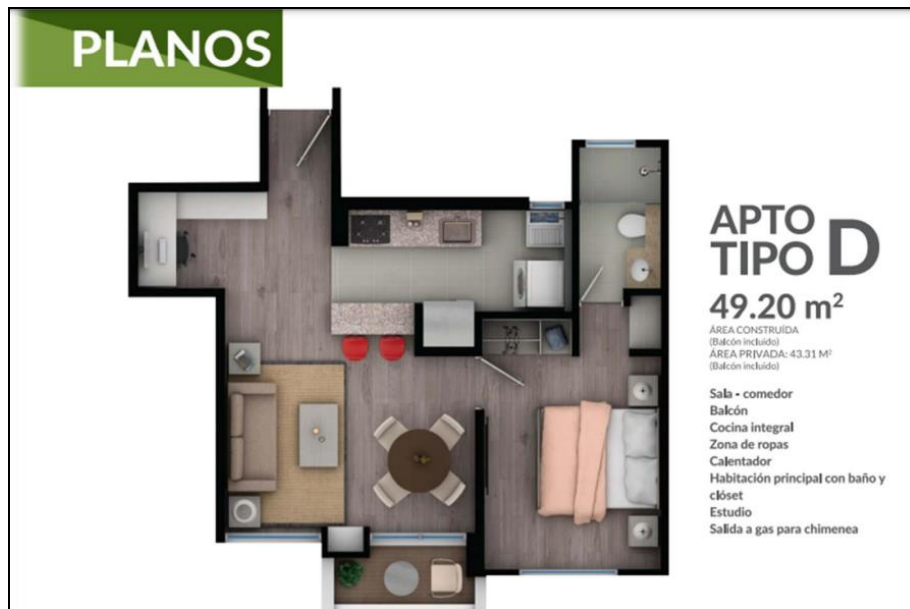 PLANOS
APTO
TIPO D
49.20 m²
ÁREA CONSTRUÍDA
(Balcón incluido)
ÁREA PRIVADA: 43.31 M²
(Balcón incluido)
Sala - comedor
Balcón
Cocina integral
Zona de ropas
Calentador
Habitación principal con baño y
clóset
Estudio
Salida a gas para chimenea